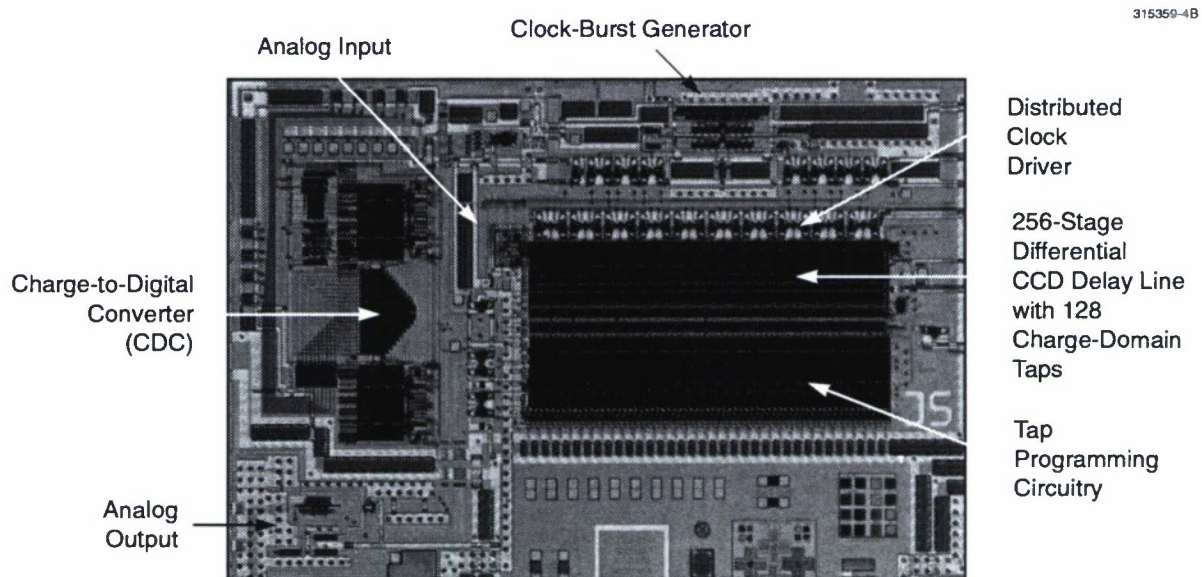 315359-4B
Clock-Burst Generator
Analog Input
Distributed
Clock
Driver
256-Stage
Differential
CCD Delay Line
with 128
Charge-Domain
Taps
Charge-to-Digital
Converter
(CDC)
Tap
Programming
Circuitry
Analog
Output